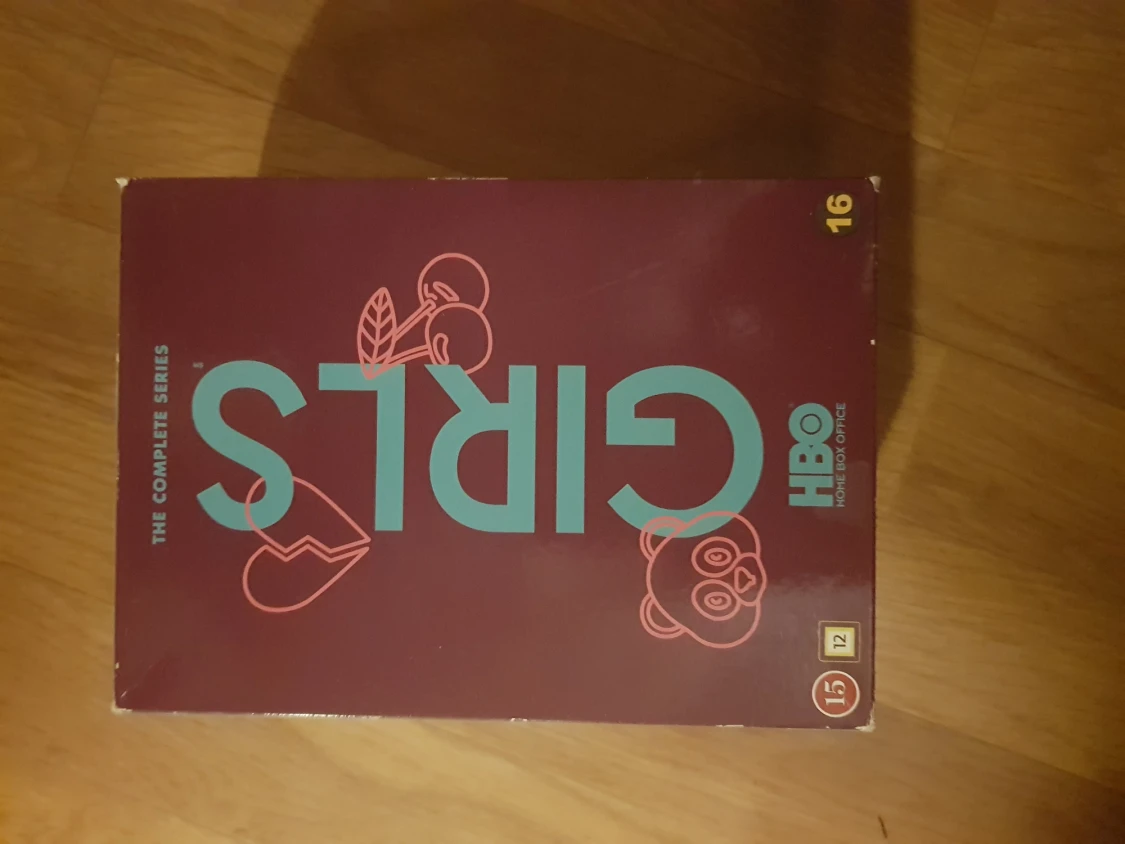 THE COMPLETE SERIES
GIRLS
HBO
HOME BOX OFFICE
15
12
16